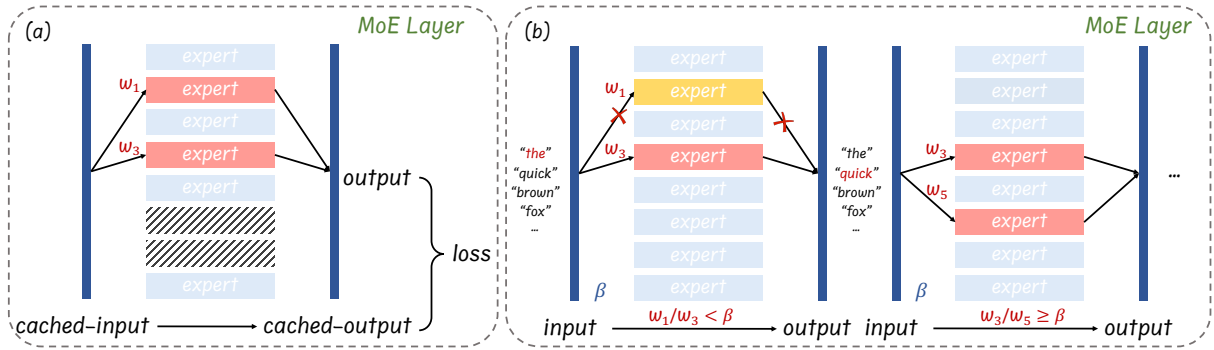 (a)
MoE Layer
expert
w₁
expert
expert
w₃
expert
expert
output
loss
expert
cached-input
cached-output
(b)
MoE Layer
expert
w₁
expert
expert
"the"
w₃
expert
"quick"
"brown"
expert
"fox"
...
expert
expert
expert
β
input
w₁/w₃ < β
output
expert
expert
expert
"the"
w₃
expert
"quick"
"brown"
w₅
expert
"fox"
...
expert
expert
expert
β
...
input
w₃/w₅ ≥ β
output